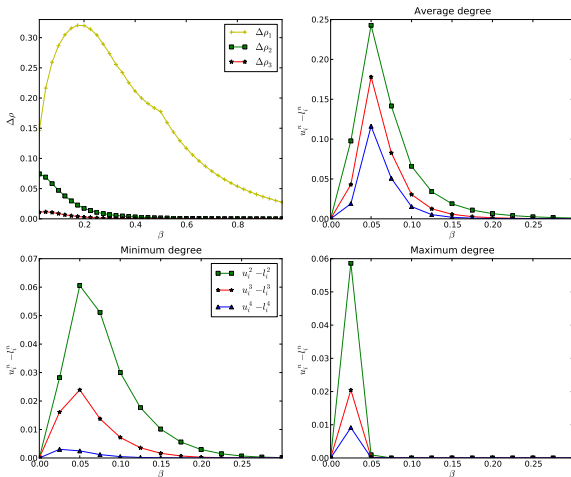 Δρ
0.30
0.25
0.20
0.15
0.10
0.05
0.00
0.2 0.4 0.6 0.8
β
Δρ₁
Δρ₂
Δρ₃
Average degree
uᵢⁿ − lᵢⁿ
0.25
0.20
0.15
0.10
0.05
0.00
0.00 0.05 0.10 0.15 0.20 0.25
β
Minimum degree
uᵢⁿ − lᵢⁿ
0.07
0.06
0.05
0.04
0.03
0.02
0.01
0.00
0.00 0.05 0.10 0.15 0.20 0.25
β
uᵢ² − lᵢ²
uᵢ³ − lᵢ³
uᵢ⁴ − lᵢ⁴
Maximum degree
uᵢⁿ − lᵢⁿ
0.06
0.05
0.04
0.03
0.02
0.01
0.00
0.00 0.05 0.10 0.15 0.20 0.25
β